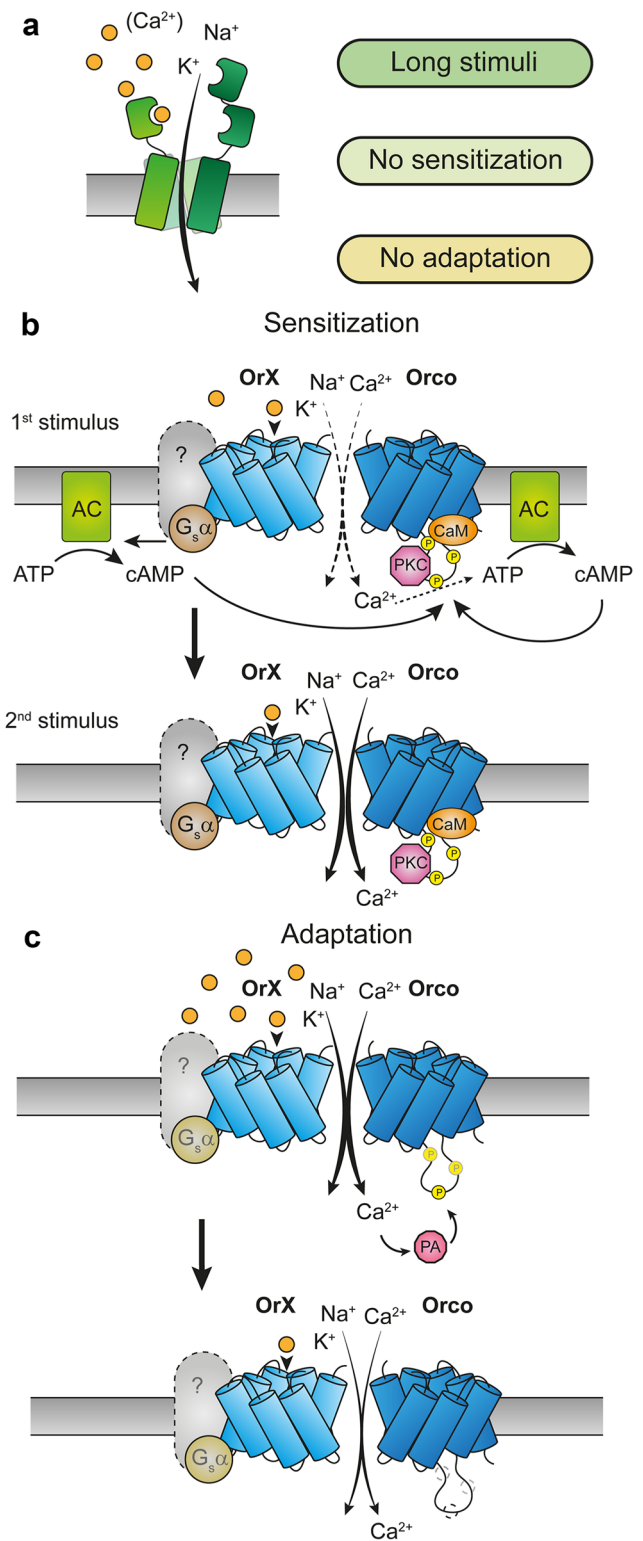 a
(Ca²⁺) Na⁺
K⁺
Long stimuli
No sensitization
No adaptation
b
Sensitization
OrX Na⁺ Ca²⁺ Orco
K⁺
1st stimulus
?
AC
AC
Gsα
CaM
P
P
PKC
P
ATP cAMP
Ca²⁺
ATP cAMP
OrX Na⁺ Ca²⁺ Orco
K⁺
2nd stimulus
?
Gsα
CaM
P
P
PKC
P
Ca²⁺
c
Adaptation
OrX Na⁺ Ca²⁺ Orco
K⁺
?
Gsα
P
P
P
Ca²⁺
PA
OrX Na⁺ Ca²⁺ Orco
K⁺
?
Gsα
Ca²⁺